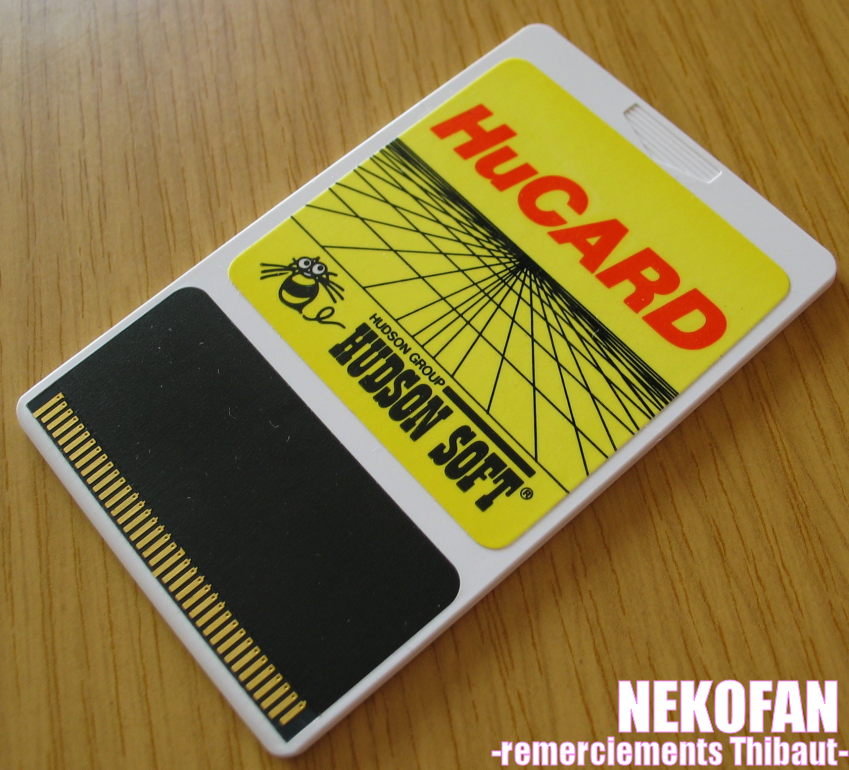 HuCARD
HUDSON GROUP
HUDSON SOFT®
NEKOFAN
-remerciements Thibaut-